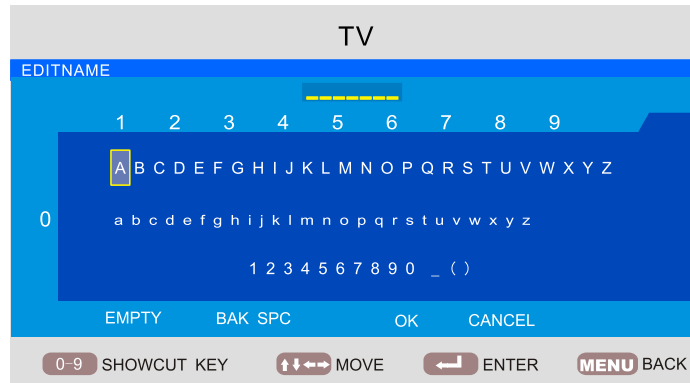 TV
EDITNAME
_ _ _ _ _ _ _
1 2 3 4 5 6 7 8 9
A B C D E F G H I J K L M N O P Q R S T U V W X Y Z
0
a b c d e f g h i j k l m n o p q r s t u v w x y z
1 2 3 4 5 6 7 8 9 0 _ ( )
EMPTY BAK SPC OK CANCEL
0-9 SHOWCUT KEY MOVE ENTER MENU BACK